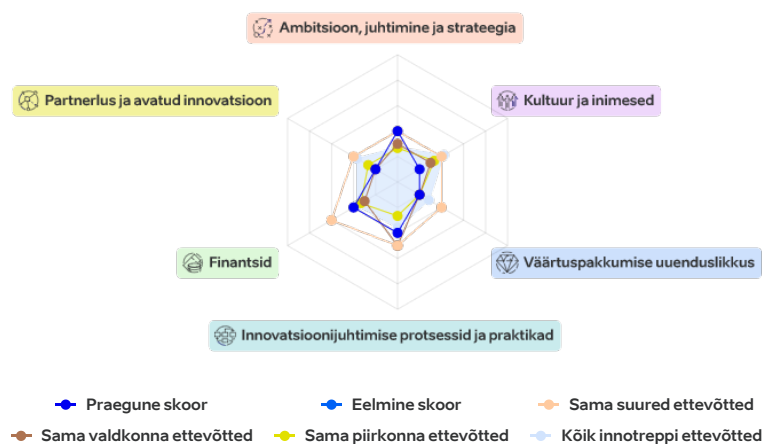 Ambitsioon, juhtimine ja strateegia
Partnerlus ja avatud innovatsioon
Kultuur ja inimesed
Finantsid
Väärtuspakkumise uuenduslikkus
Innovatsioonijuhtimise protsessid ja praktikad
Praegune skoor
Eelmine skoor
Sama suured ettevõtted
Sama valdkonna ettevõtted
Sama piirkonna ettevõtted
Kõik innotreppi ettevõtted